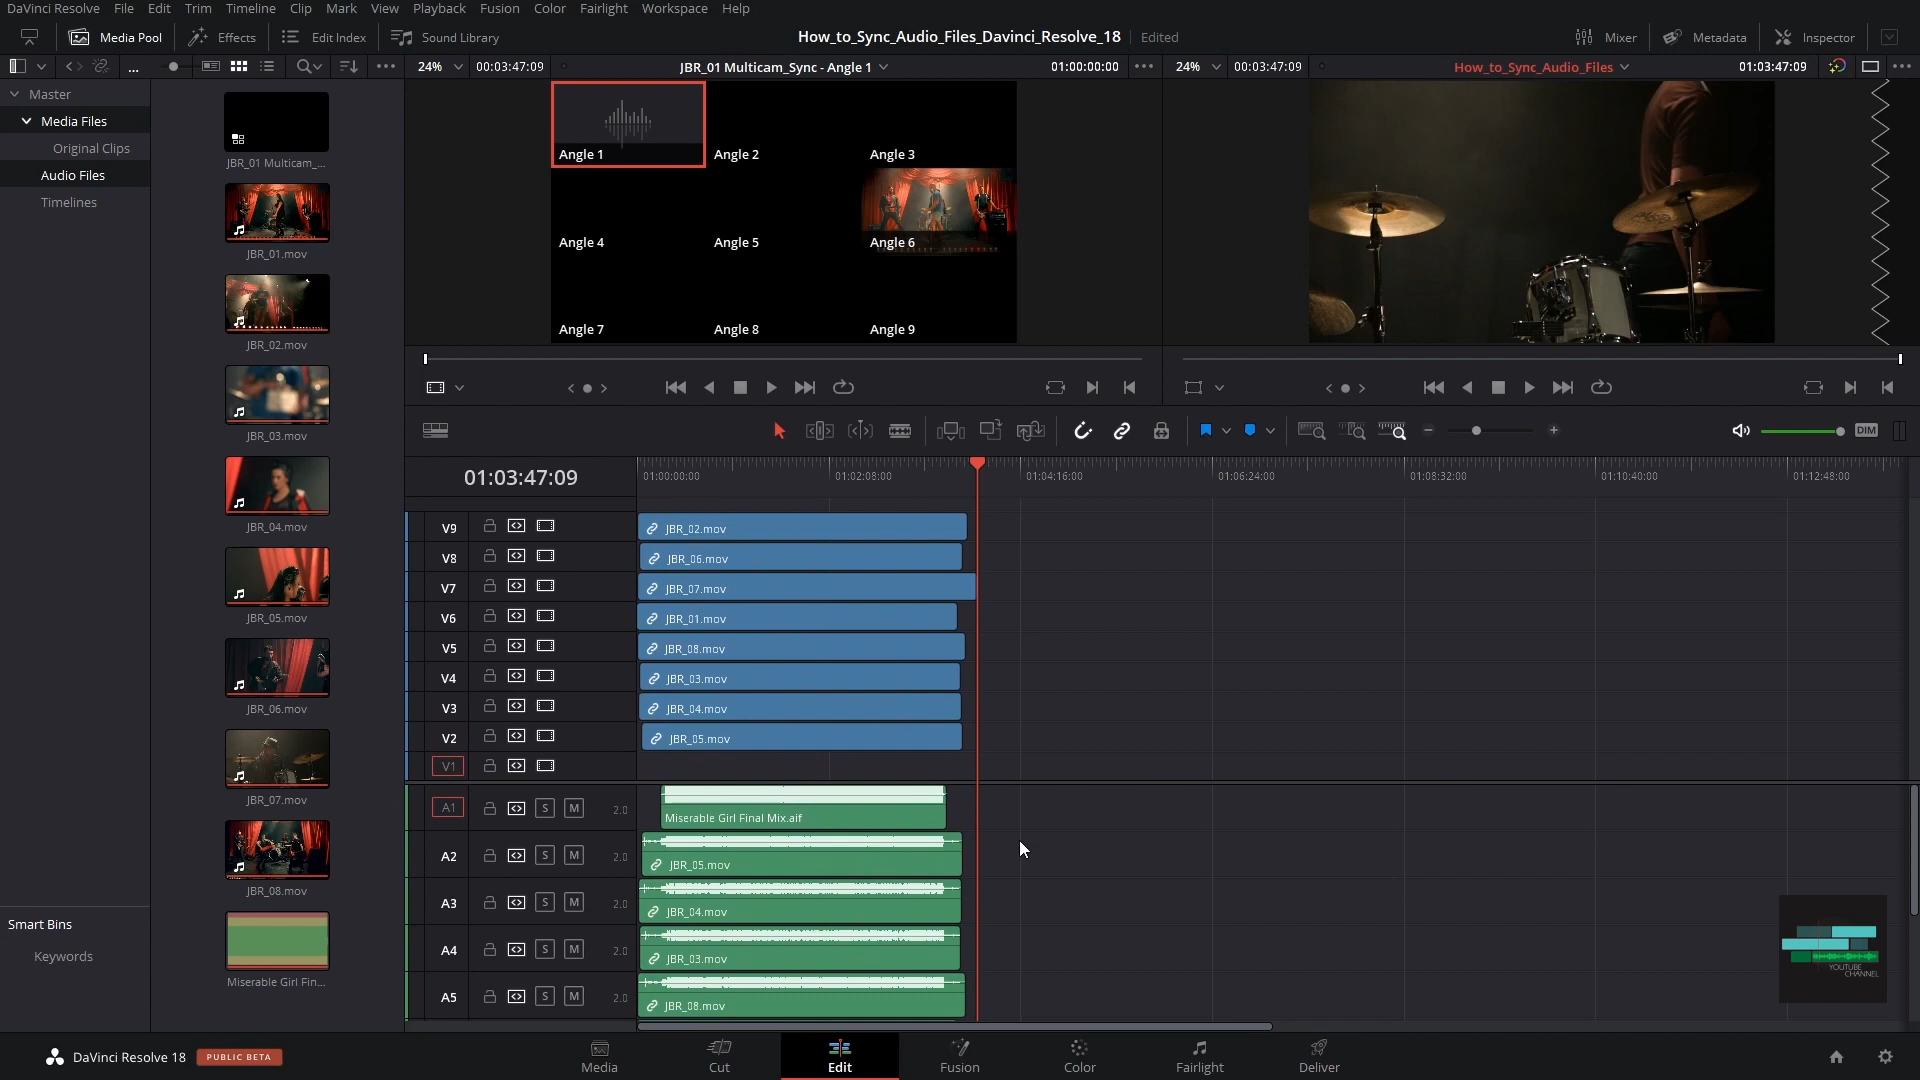 DaVinci Resolve File Edit Trim Timeline Clip Mark View Playback Fusion Color Fairlight Workspace Help
Media Pool Effects Edit Index Sound Library How_to_Sync_Audio_Files_Davinci_Resolve_18 Edited Mixer Metadata Inspector
24% 00:03:47:09 JBR_01 Multicam_Sync - Angle 1 01:00:00:00 24% 00:03:47:09 How_to_Sync_Audio_Files 01:03:47:09
Master
Media Files
Original Clips
Audio Files
Timelines
Smart Bins
Keywords
JBR_01 Multicam_...
JBR_01.mov
JBR_02.mov
JBR_03.mov
JBR_04.mov
JBR_05.mov
JBR_06.mov
JBR_07.mov
JBR_08.mov
Miserable Girl Fin...
Angle 1 Angle 2 Angle 3
Angle 4 Angle 5 Angle 6
Angle 7 Angle 8 Angle 9
DIM
01:03:47:09 01:00:00:00 01:02:08:00 01:04:16:00 01:06:24:00 01:08:32:00 01:10:40:00 01:12:48:00
V9 JBR_02.mov
V8 JBR_06.mov
V7 JBR_07.mov
V6 JBR_01.mov
V5 JBR_08.mov
V4 JBR_03.mov
V3 JBR_04.mov
V2 JBR_05.mov
V1
A1 S M 2.0 Miserable Girl Final Mix.aif
A2 S M 2.0 JBR_05.mov
A3 S M 2.0 JBR_04.mov
A4 S M 2.0 JBR_03.mov
A5 S M 2.0 JBR_08.mov
YOUTUBE
CHANNEL
DaVinci Resolve 18 PUBLIC BETA Media Cut Edit Fusion Color Fairlight Deliver